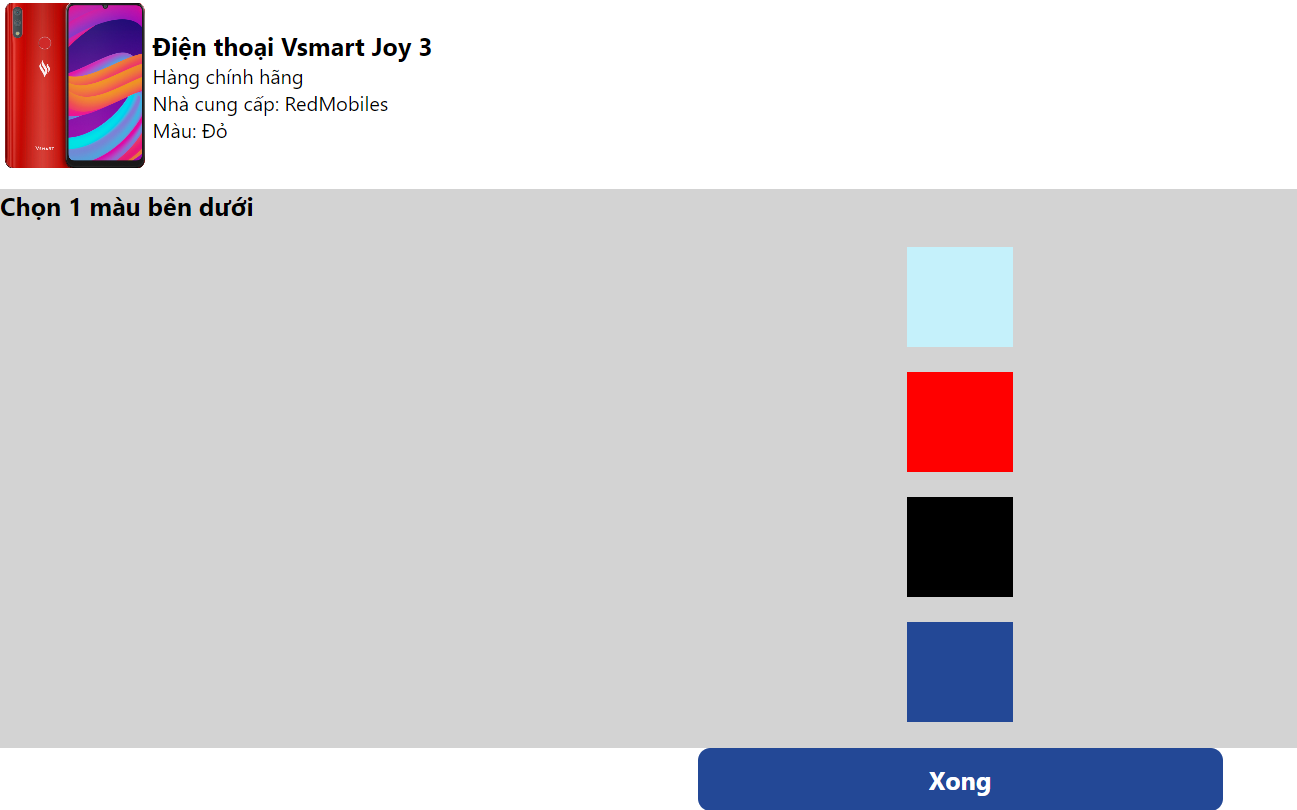 Điện thoại Vsmart Joy 3
Hàng chính hãng
Nhà cung cấp: RedMobiles
Màu: Đỏ
VSMART
Chọn 1 màu bên dưới
Xong